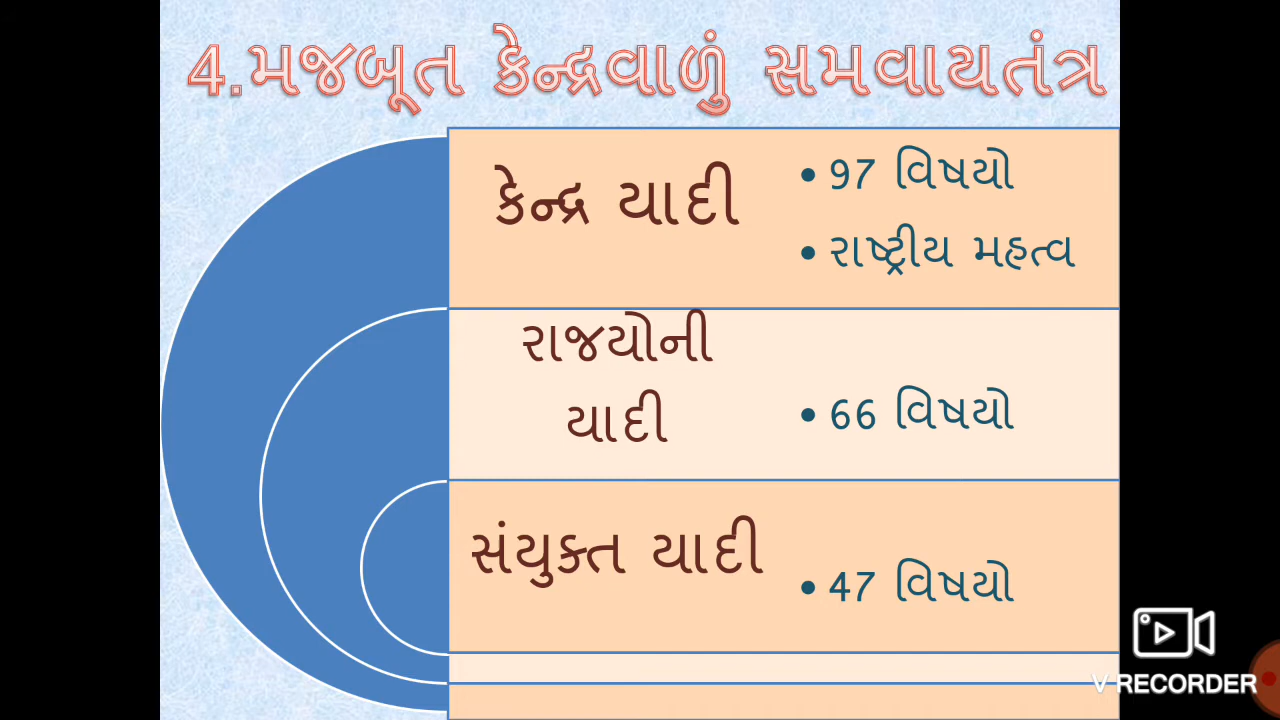 4.મજબૂત કેન્દ્રવાળું સમવાયતંત્ર
કેન્દ્ર યાદી
• 97 વિષયો
• રાષ્ટ્રીય મહત્વ
રાજયોની
યાદી
• 66 વિષયો
સંયુક્ત યાદી
• 47 વિષયો
V RECORDER